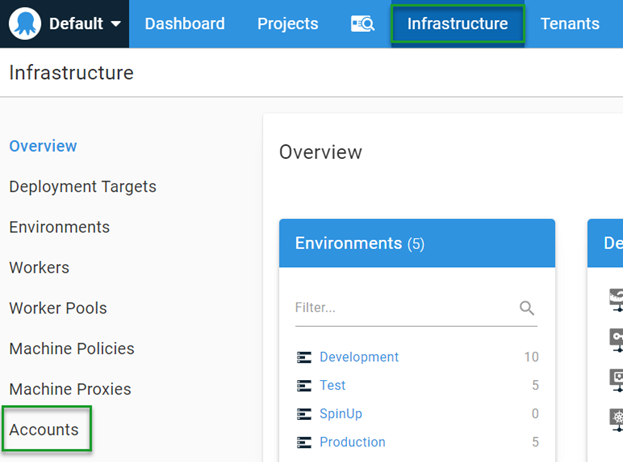 Default Dashboard Projects Infrastructure Tenants
Infrastructure
Overview
Deployment Targets
Environments
Workers
Worker Pools
Machine Policies
Machine Proxies
Accounts
Overview
Environments (5)
Filter...
Development 10
Test 5
SpinUp 0
Production 5
De